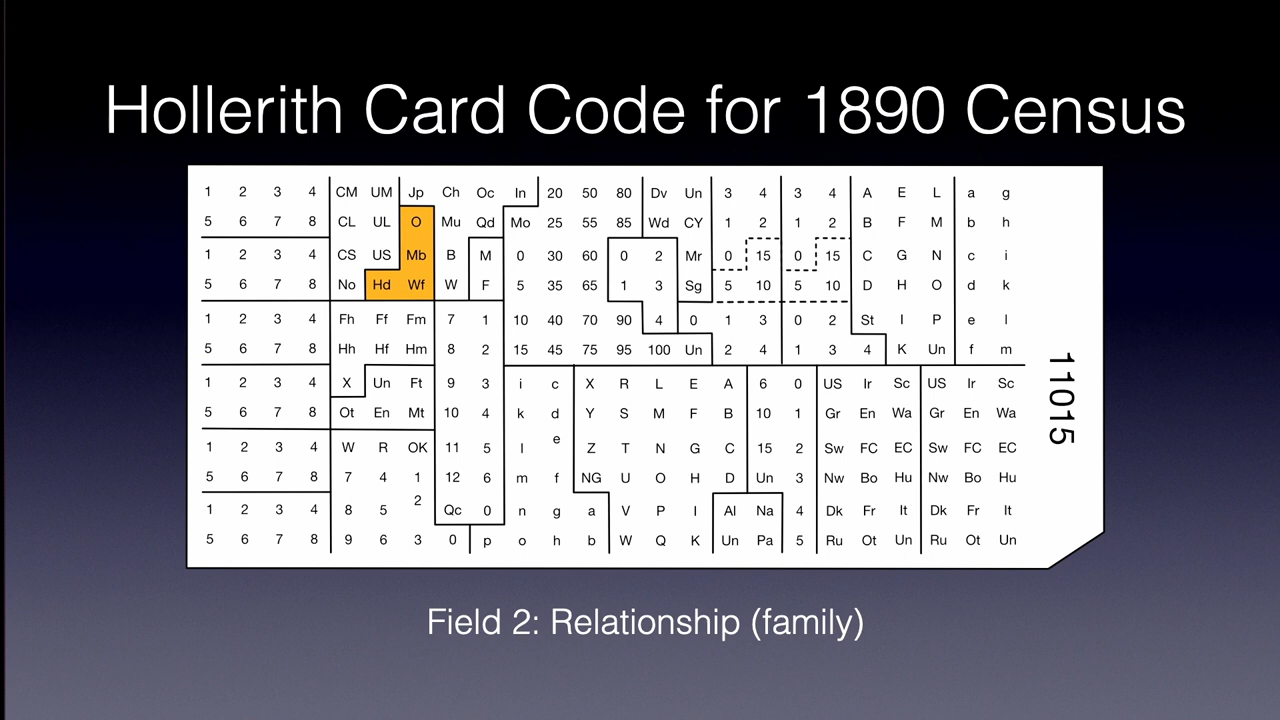 Hollerith Card Code for 1890 Census
1 2 3 4 CM UM Jp Ch Oc In 20 50 80 Dv Un 3 4 3 4 A E L a g
5 6 7 8 CL UL O Mu Qd Mo 25 55 85 Wd CY 1 2 1 2 B F M b h
1 2 3 4 CS US Mb B M 0 30 60 0 2 Mr 0 15 0 15 C G N c i
5 6 7 8 No Hd Wf W F 5 35 65 1 3 Sg 5 10 5 10 D H O d k
1 2 3 4 Fh Ff Fm 7 1 10 40 70 90 4 0 1 3 0 2 St I P e l
5 6 7 8 Hh Hf Hm 8 2 15 45 75 95 100 Un 2 4 1 3 4 K Un f m
1 2 3 4 X Un Ft 9 3 i c X R L E A 6 0 US Ir Sc US Ir Sc
5 6 7 8 Ot En Mt 10 4 k d Y S M F B 10 1 Gr En Wa Gr En Wa
1 2 3 4 W R OK 11 5 l e Z T N G C 15 2 Sw FC EC Sw FC EC
5 6 7 8 7 4 1 12 6 m f NG U O H D Un 3 Nw Bo Hu Nw Bo Hu
1 2 3 4 8 5 2 Qc 0 n g a V P I Al Na 4 Dk Fr It Dk Fr It
5 6 7 8 9 6 3 0 p o h b W Q K Un Pa 5 Ru Ot Un Ru Ot Un
11015
Field 2: Relationship (family)